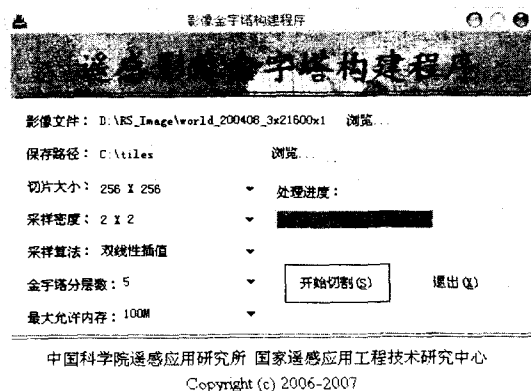 影像金字塔构建程序
遥感影像金字塔构建程序
影像文件： D:\RS_Image\world_200408_3x21600x1 浏览...
保存路径： C:\tiles 浏览...
切片大小： 256 X 256
处理进度：
采样密度： 2 X 2
采样算法： 双线性插值
金字塔分层数： 5
开始切割(S) 退出(X)
最大允许内存： 100M
中国科学院遥感应用研究所 国家遥感应用工程技术研究中心
Copyright (c) 2006-2007